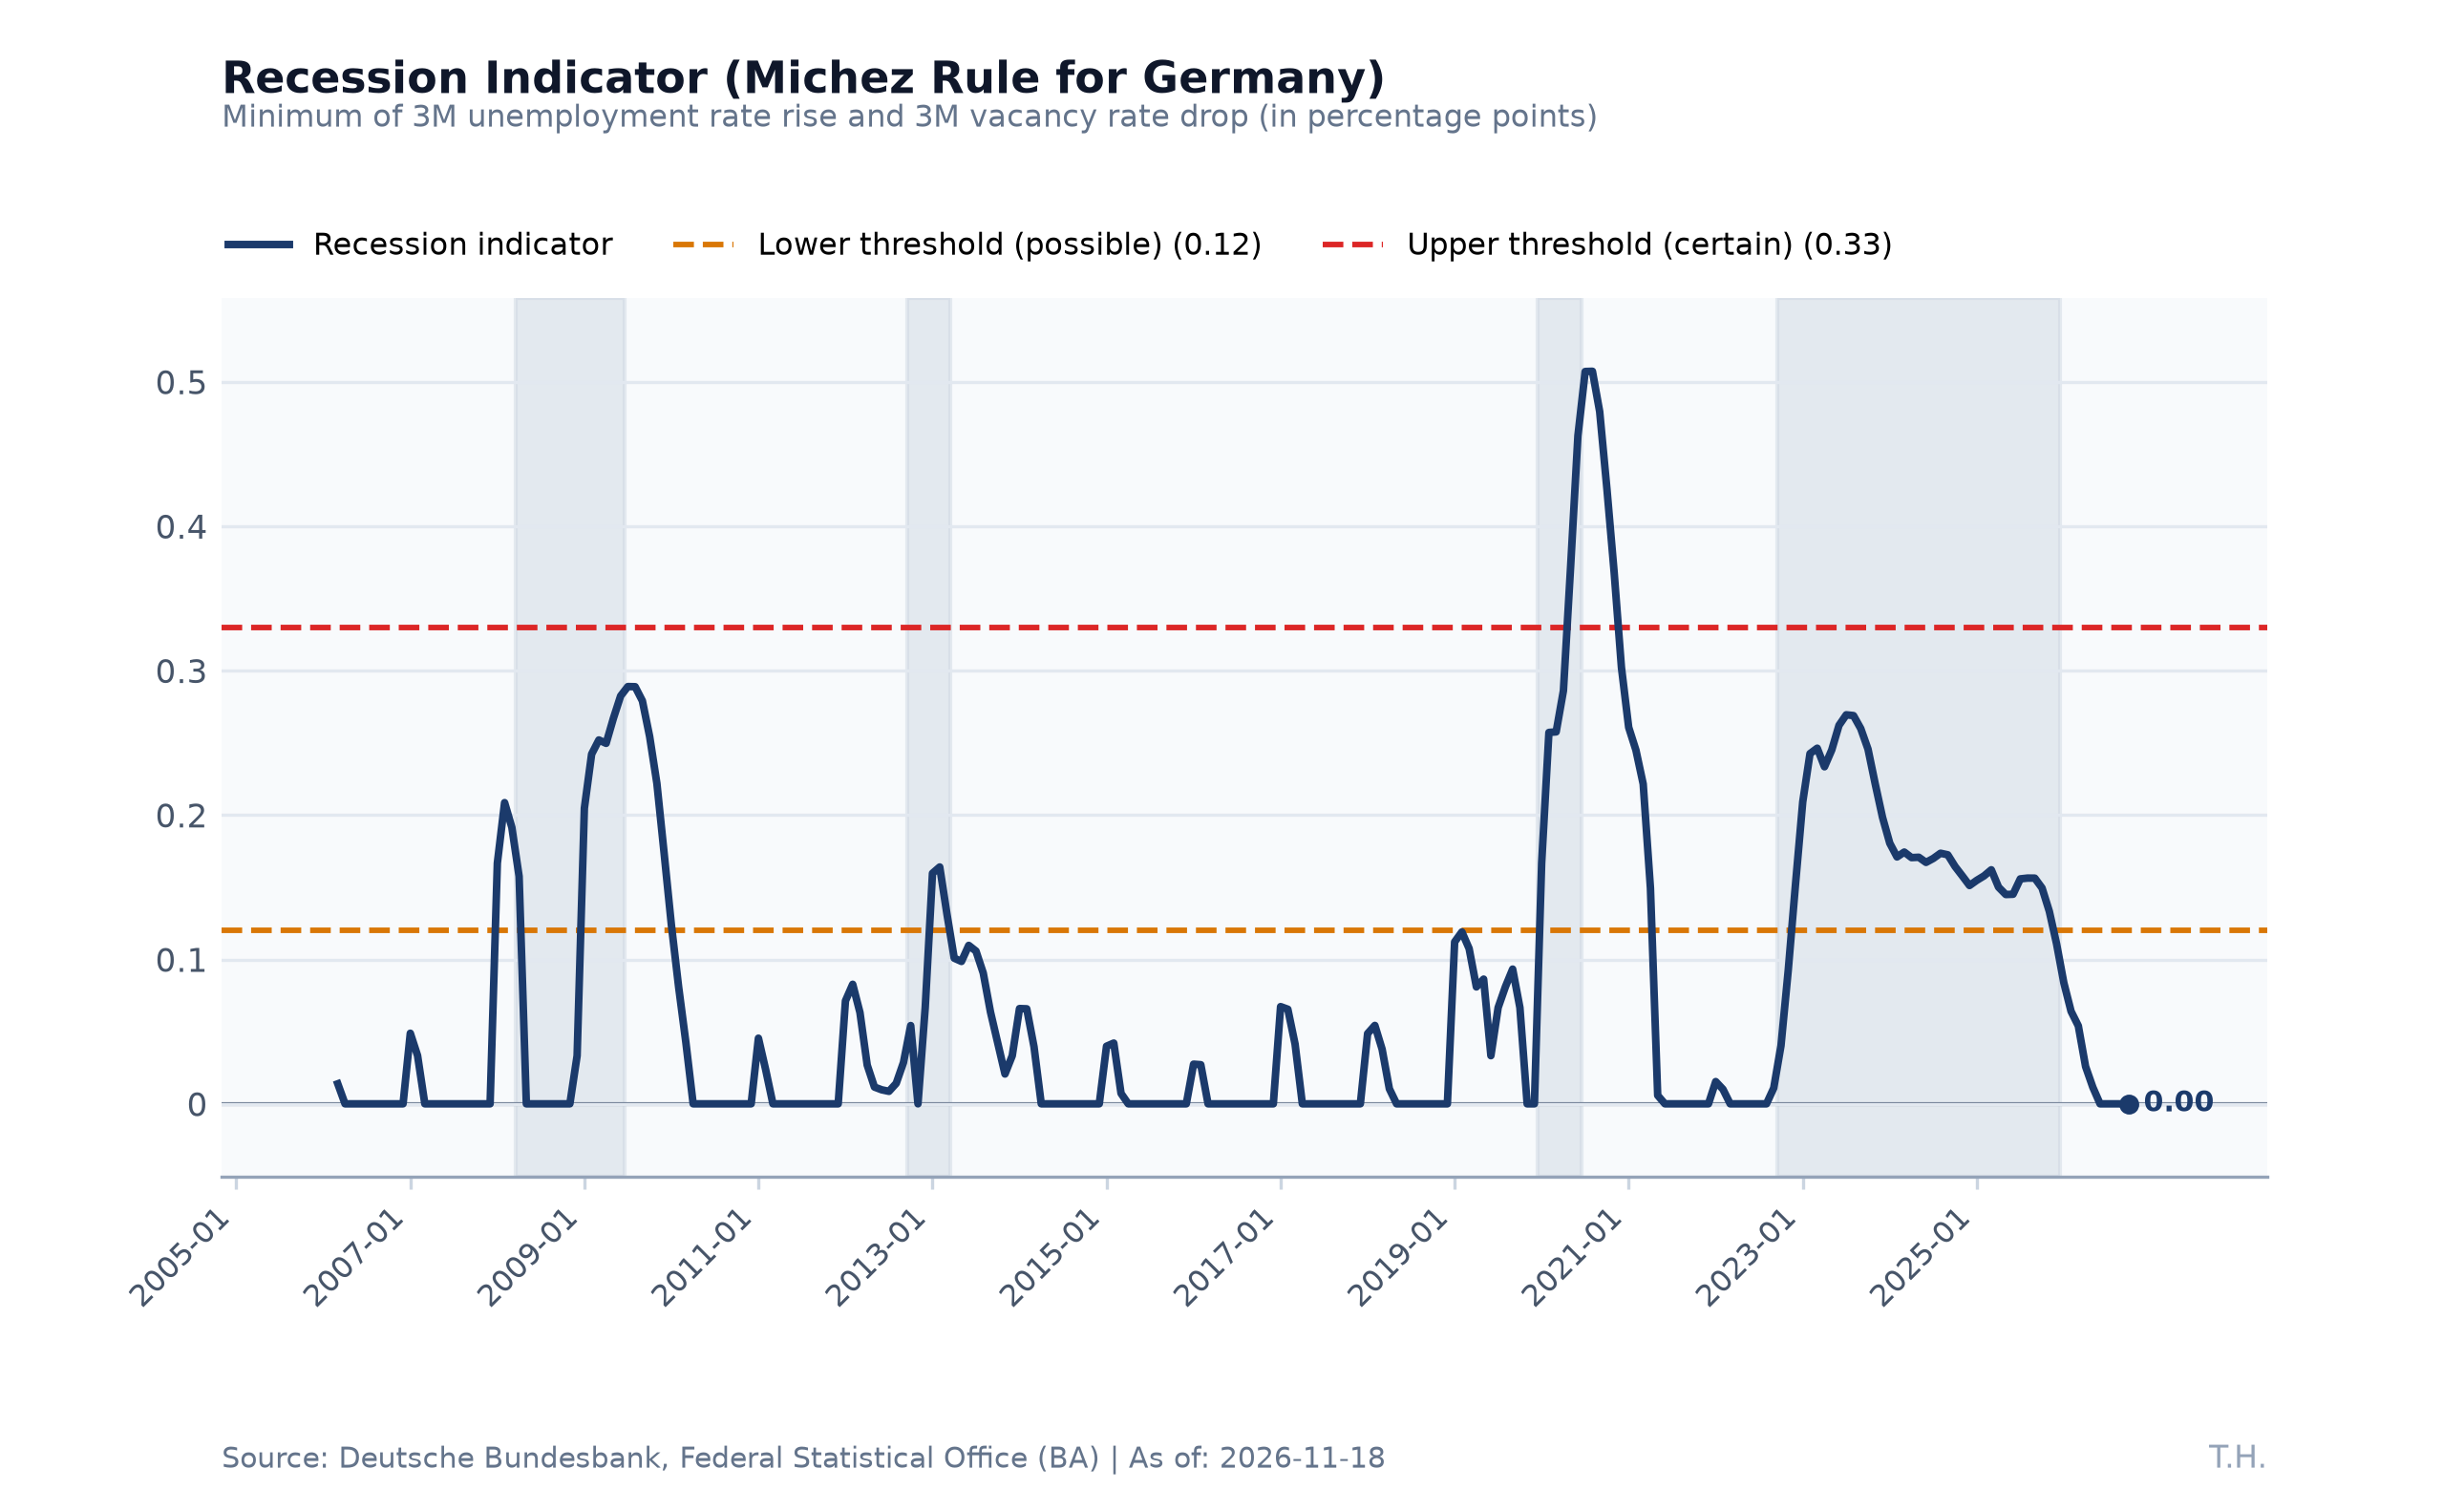 Recession Indicator (Michez Rule for Germany)
Minimum of 3M unemployment rate rise and 3M vacancy rate drop (in percentage points)
Recession indicator
Lower threshold (possible) (0.12)
Upper threshold (certain) (0.33)
0.5
0.4
0.3
0.2
0.1
0
0.00
2005-01
2007-01
2009-01
2011-01
2013-01
2015-01
2017-01
2019-01
2021-01
2023-01
2025-01
Source: Deutsche Bundesbank, Federal Statistical Office (BA) | As of: 2026-11-18
T.H.